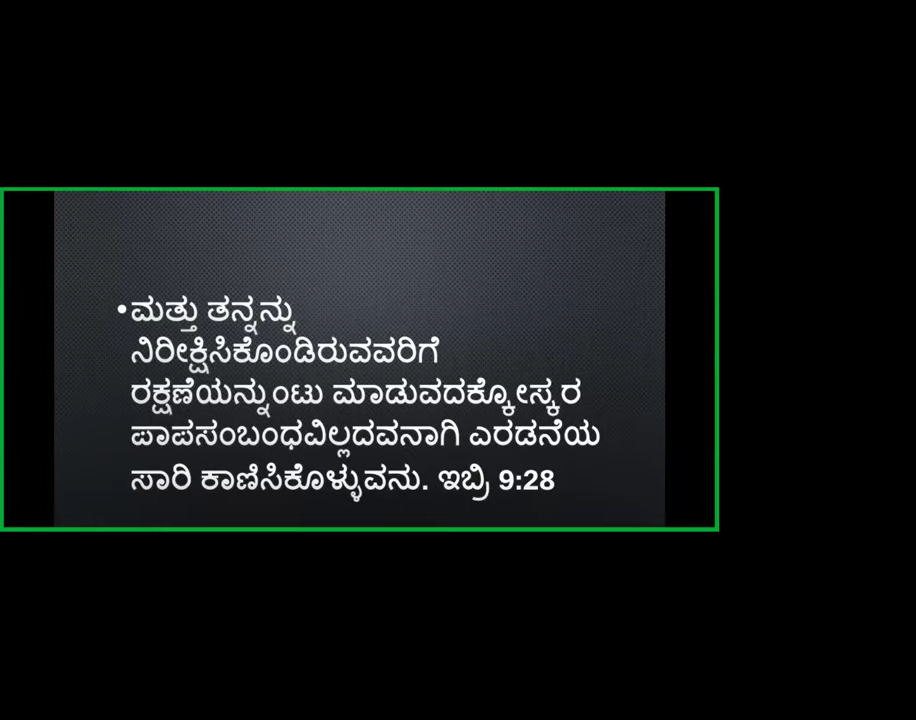 •ಮತ್ತು ತನ್ನನ್ನು
ನಿರೀಕ್ಷಿಸಿಕೊಂಡಿರುವವರಿಗೆ
ರಕ್ಷಣೆಯನ್ನುಂಟು ಮಾಡುವದಕ್ಕೋಸ್ಕರ
ಪಾಪಸಂಬಂಧವಿಲ್ಲದವನಾಗಿ ಎರಡನೆಯ
ಸಾರಿ ಕಾಣಿಸಿಕೊಳ್ಳುವನು. ಇಬ್ರಿ 9:28